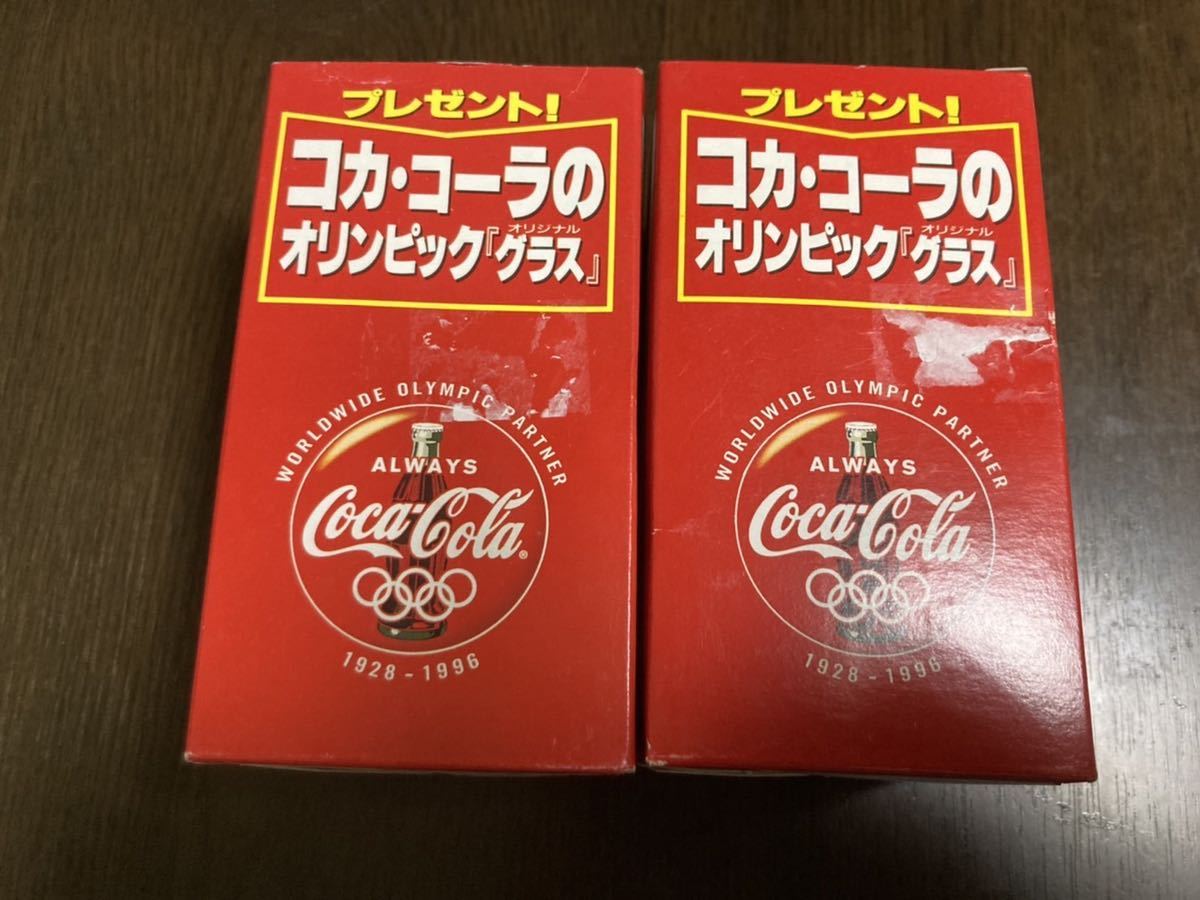 プレゼント!
コカ・コーラの
オリジナル
オリンピック『グラス』
WORLDWIDE OLYMPIC PARTNER
ALWAYS
Coca-Cola®
1928-1996
プレゼント!
コカ・コーラの
オリジナル
オリンピック『グラス』
WORLDWIDE OLYMPIC PARTNER
ALWAYS
Coca-Cola®
1928-1996